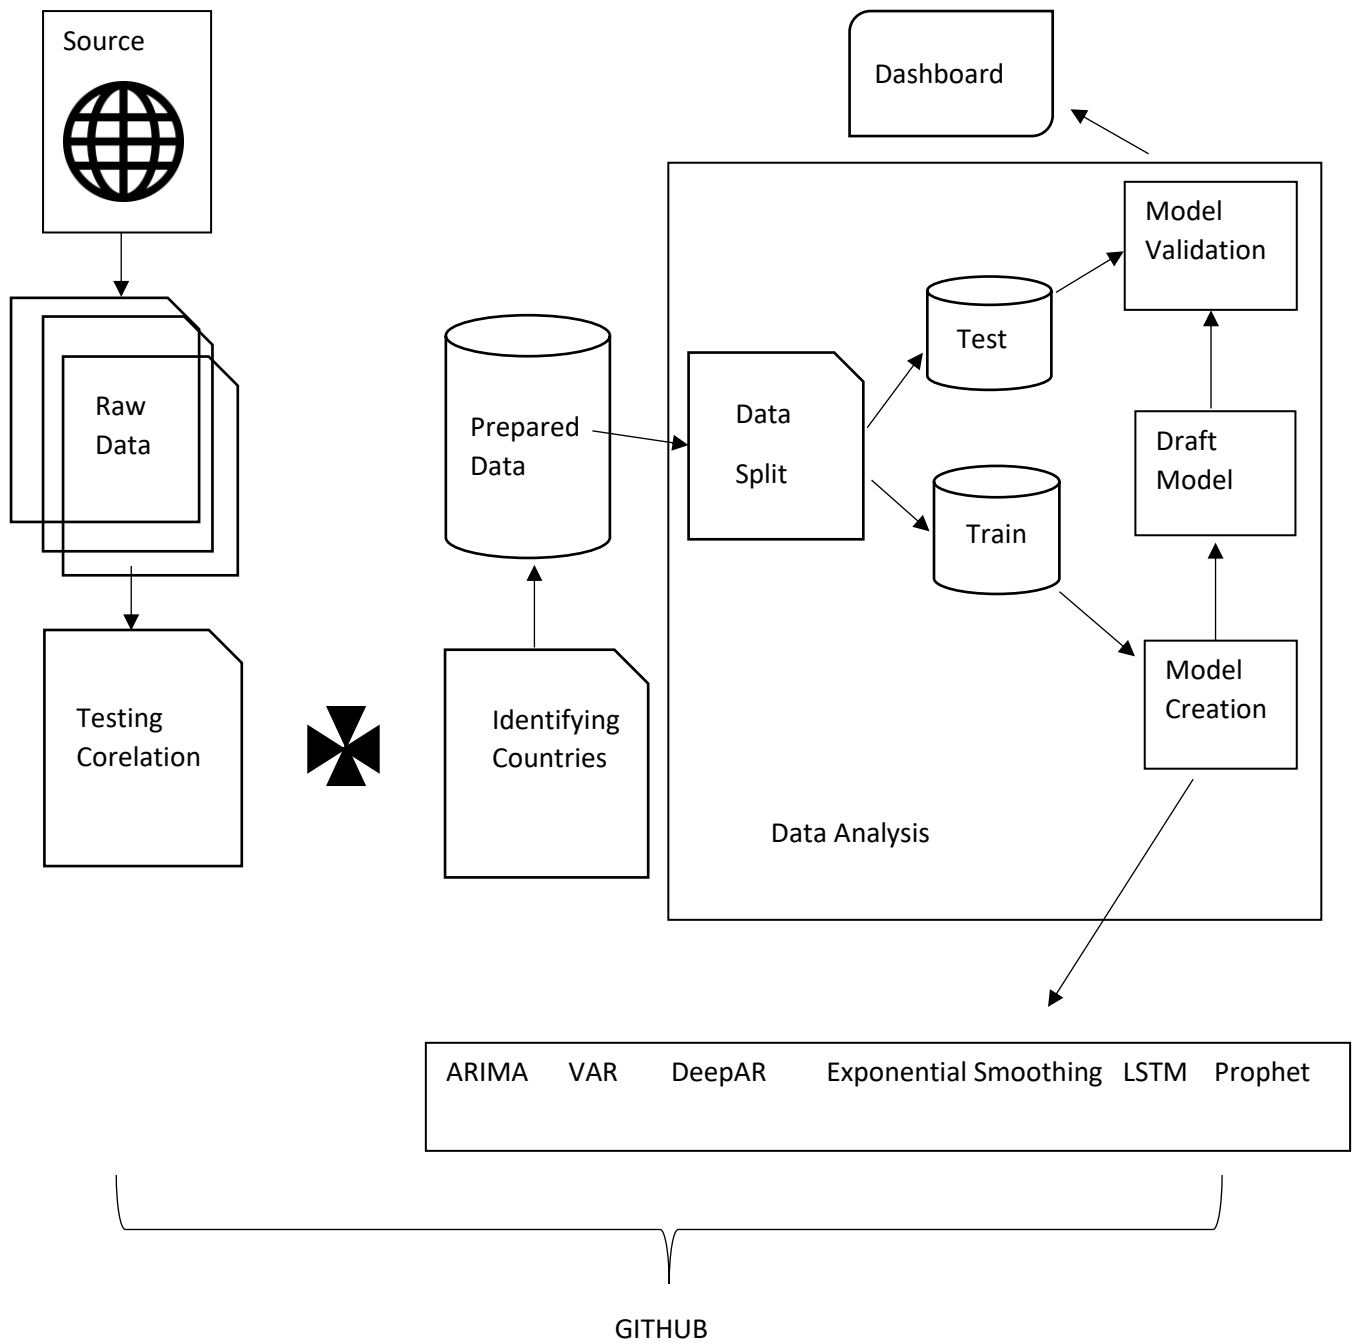 Source
Dashboard
Model
Validation
Test
Raw
Data
Prepared
Data
Data
Split
Draft
Model
Train
Testing
Corelation
Identifying
Countries
Model
Creation
Data Analysis
ARIMA VAR DeepAR Exponential Smoothing LSTM Prophet
GITHUB